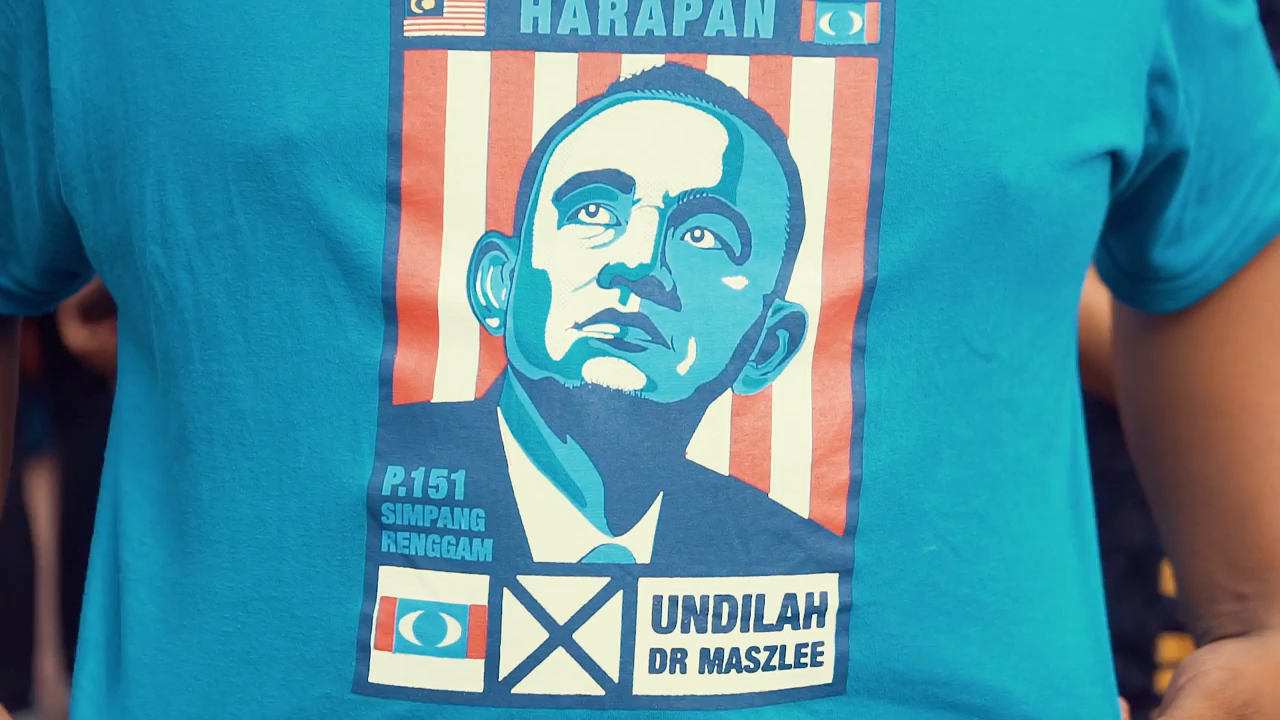 HARAPAN
P.151
SIMPANG
RENGGAM
UNDILAH
DR MASZLEE